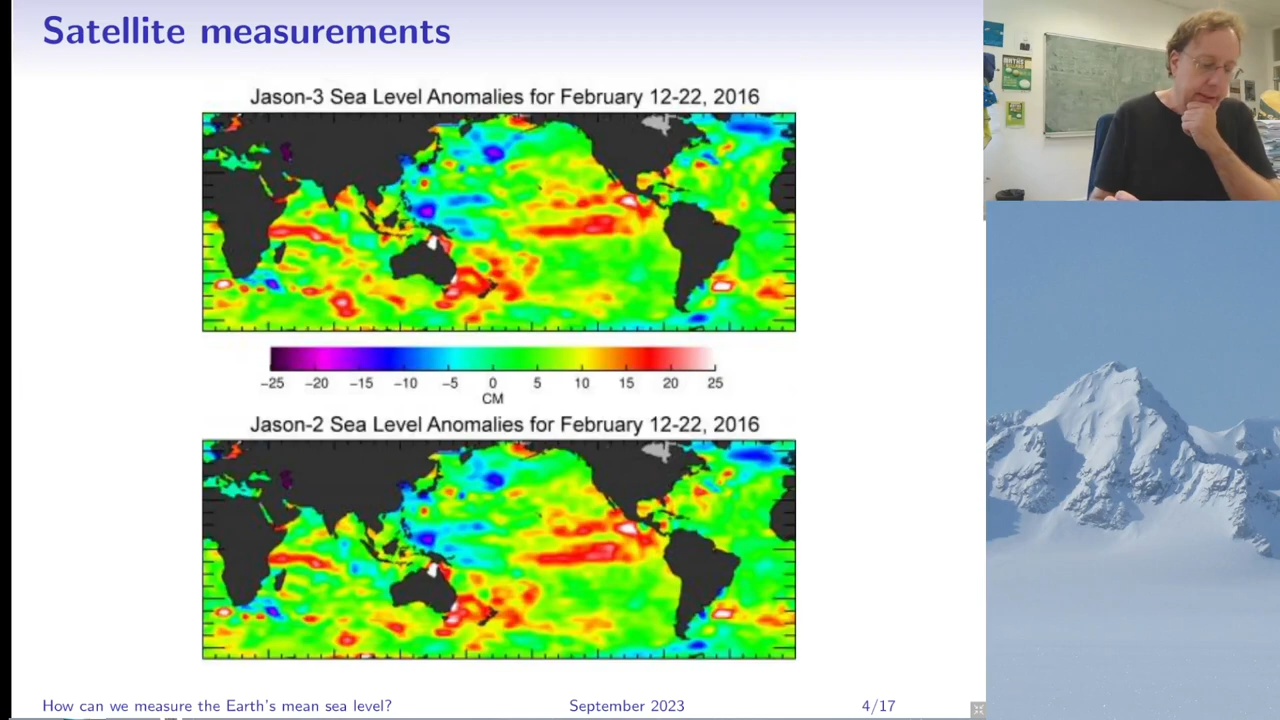 Satellite measurements
Jason-3 Sea Level Anomalies for February 12-22, 2016
−25 −20 −15 −10 −5 0 5 10 15 20 25
CM
Jason-2 Sea Level Anomalies for February 12-22, 2016
How can we measure the Earth's mean sea level? September 2023 4/17